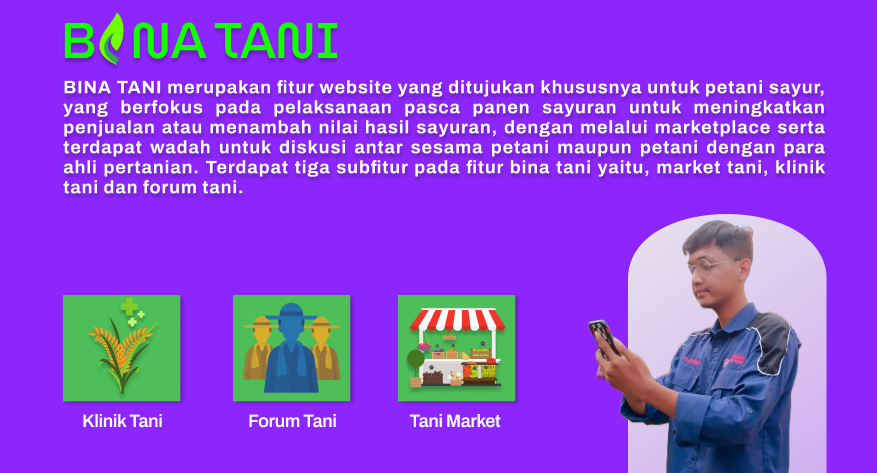 BINA TANI
BINA TANI merupakan fitur website yang ditujukan khususnya untuk petani sayur,
yang berfokus pada pelaksanaan pasca panen sayuran untuk meningkatkan
penjualan atau menambah nilai hasil sayuran, dengan melalui marketplace serta
terdapat wadah untuk diskusi antar sesama petani maupun petani dengan para
ahli pertanian. Terdapat tiga subfitur pada fitur bina tani yaitu, market tani, klinik
tani dan forum tani.
Klinik Tani
Forum Tani
Tani Market